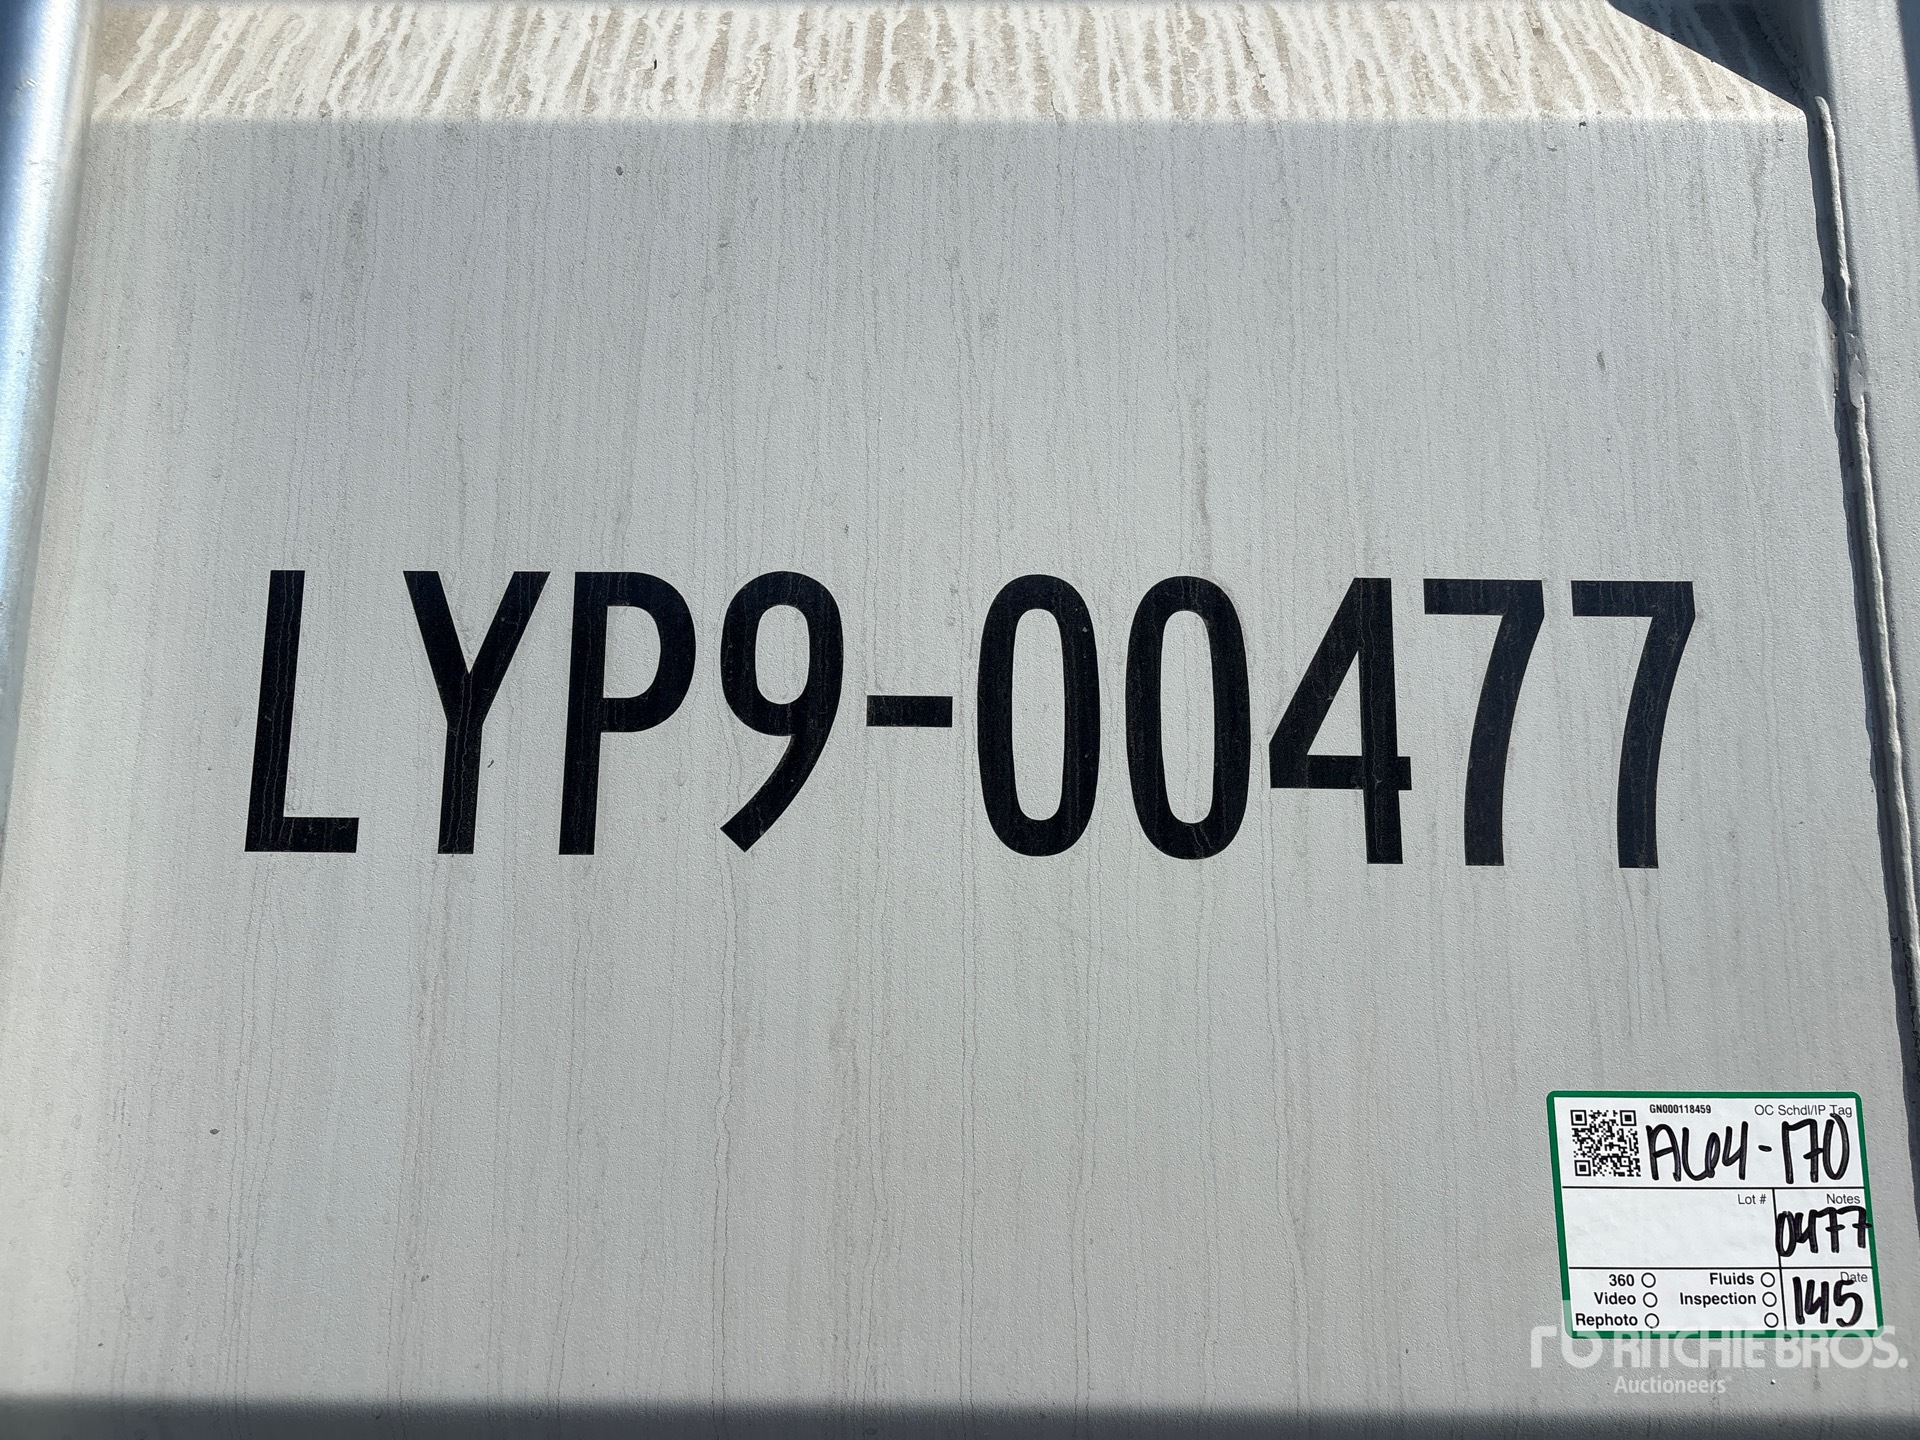 LYP9-00477
GN000118459 OC Schdl/IP Tag
AL04-170
Lot # Notes
0477
360 Fluids Date
Video Inspection 145
Rephoto
RITCHIE BROS.
Auctioneers